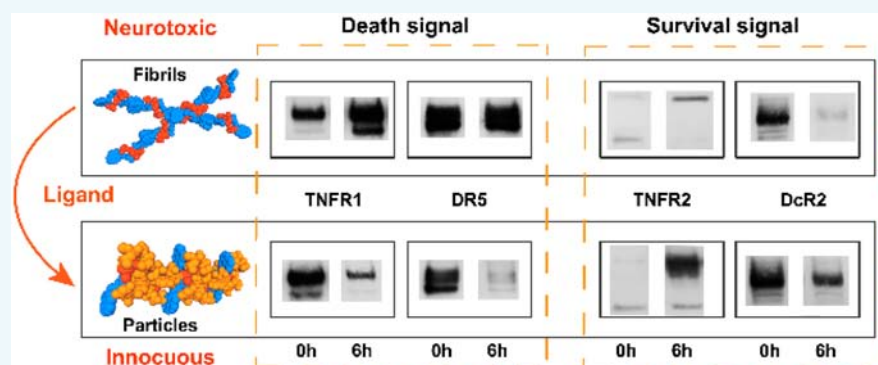 Neurotoxic
Death signal
Survival signal
Fibrils
Ligand
TNFR1
DR5
TNFR2
DcR2
Particles
Innocuous
0h 6h 0h 6h 0h 6h 0h 6h